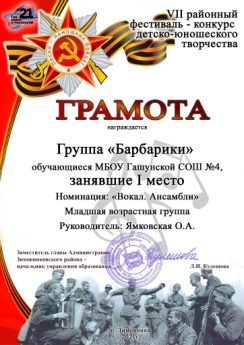 VII районный
фестиваль - конкурс
детско-юношеского
творчества
21
ГРАМОТА
награждается
Группа «Барбарики»
обучающиеся МБОУ Гашунской СОШ №4,
занявшие I место
Номинация: «Вокал. Ансамбли»
Младшая возрастная группа
Руководитель: Ямковская О.А.
Заместитель главы Администрации
Зимовниковского района –
начальник управления образования
Л.И. Кулешова
п. Зимовники